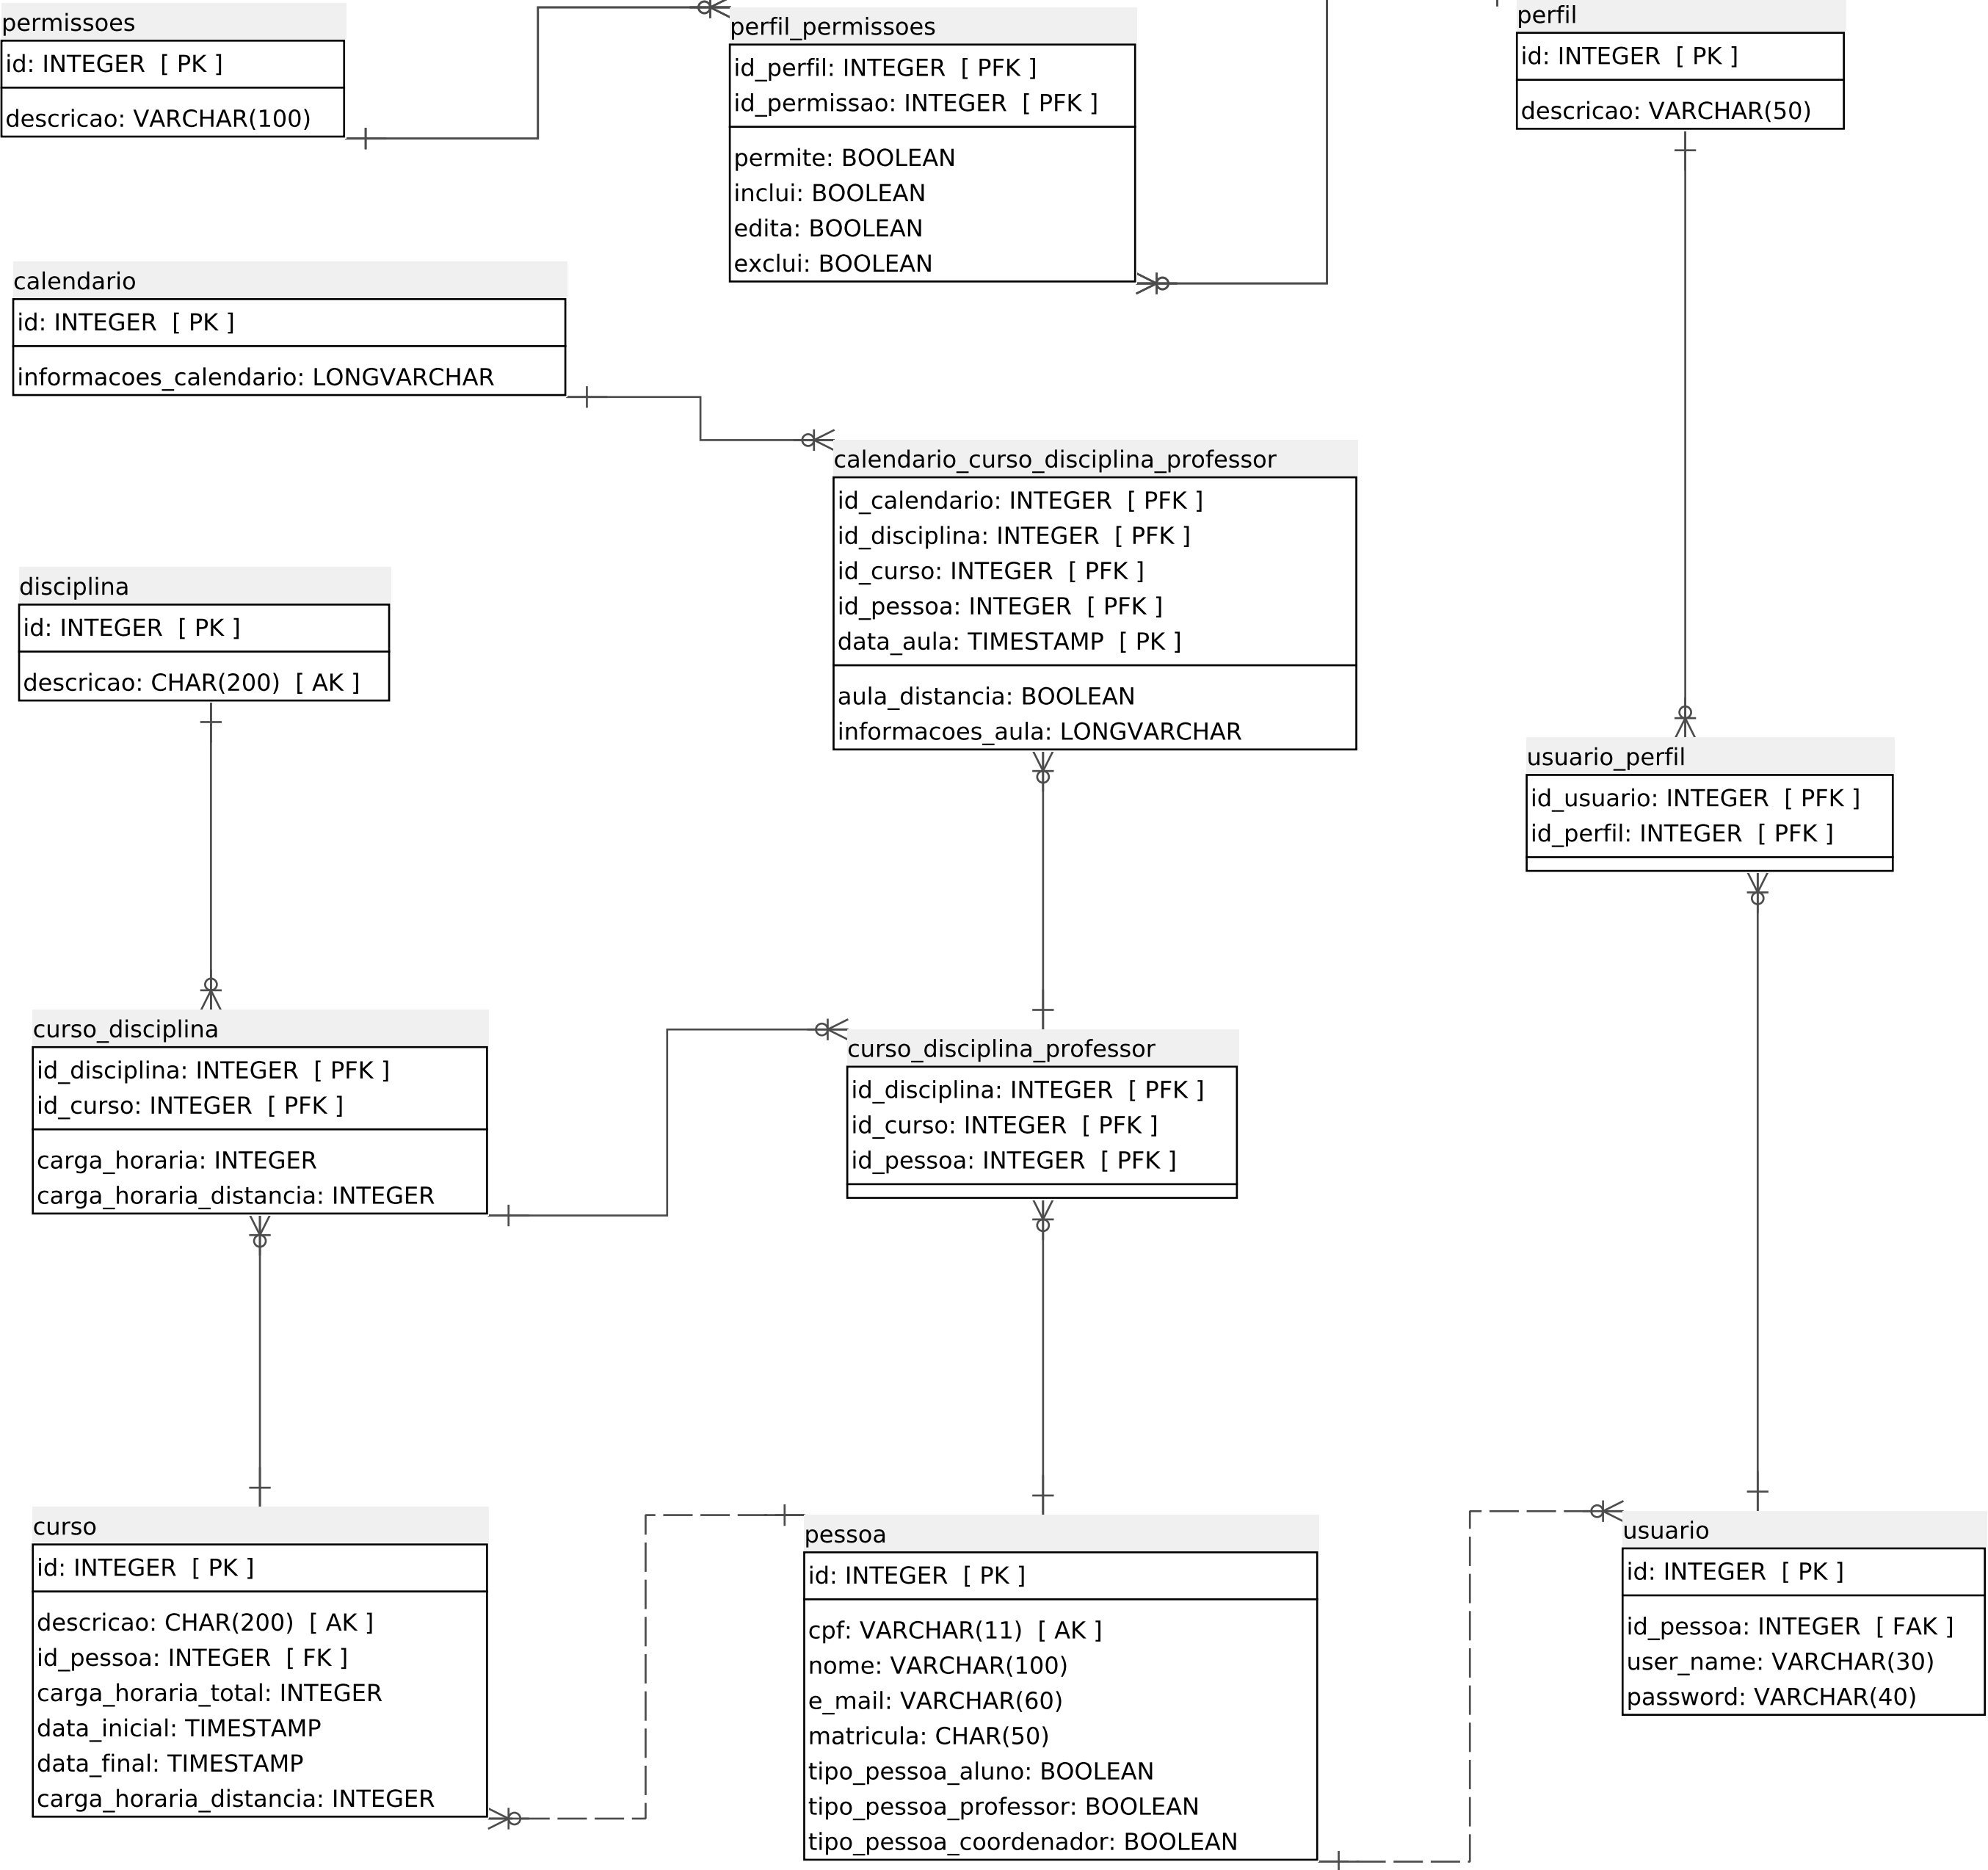 permissoes
id: INTEGER  [ PK ]
descricao: VARCHAR(100)
perfil_permissoes
id_perfil: INTEGER  [ PFK ]
id_permissao: INTEGER  [ PFK ]
permite: BOOLEAN
inclui: BOOLEAN
edita: BOOLEAN
exclui: BOOLEAN
perfil
id: INTEGER  [ PK ]
descricao: VARCHAR(50)
calendario
id: INTEGER  [ PK ]
informacoes_calendario: LONGVARCHAR
calendario_curso_disciplina_professor
id_calendario: INTEGER  [ PFK ]
id_disciplina: INTEGER  [ PFK ]
id_curso: INTEGER  [ PFK ]
id_pessoa: INTEGER  [ PFK ]
data_aula: TIMESTAMP  [ PK ]
aula_distancia: BOOLEAN
informacoes_aula: LONGVARCHAR
disciplina
id: INTEGER  [ PK ]
descricao: CHAR(200)  [ AK ]
usuario_perfil
id_usuario: INTEGER  [ PFK ]
id_perfil: INTEGER  [ PFK ]
curso_disciplina
id_disciplina: INTEGER  [ PFK ]
id_curso: INTEGER  [ PFK ]
carga_horaria: INTEGER
carga_horaria_distancia: INTEGER
curso_disciplina_professor
id_disciplina: INTEGER  [ PFK ]
id_curso: INTEGER  [ PFK ]
id_pessoa: INTEGER  [ PFK ]
curso
id: INTEGER  [ PK ]
descricao: CHAR(200)  [ AK ]
id_pessoa: INTEGER  [ FK ]
carga_horaria_total: INTEGER
data_inicial: TIMESTAMP
data_final: TIMESTAMP
carga_horaria_distancia: INTEGER
pessoa
id: INTEGER  [ PK ]
cpf: VARCHAR(11)  [ AK ]
nome: VARCHAR(100)
e_mail: VARCHAR(60)
matricula: CHAR(50)
tipo_pessoa_aluno: BOOLEAN
tipo_pessoa_professor: BOOLEAN
tipo_pessoa_coordenador: BOOLEAN
usuario
id: INTEGER  [ PK ]
id_pessoa: INTEGER  [ FAK ]
user_name: VARCHAR(30)
password: VARCHAR(40)